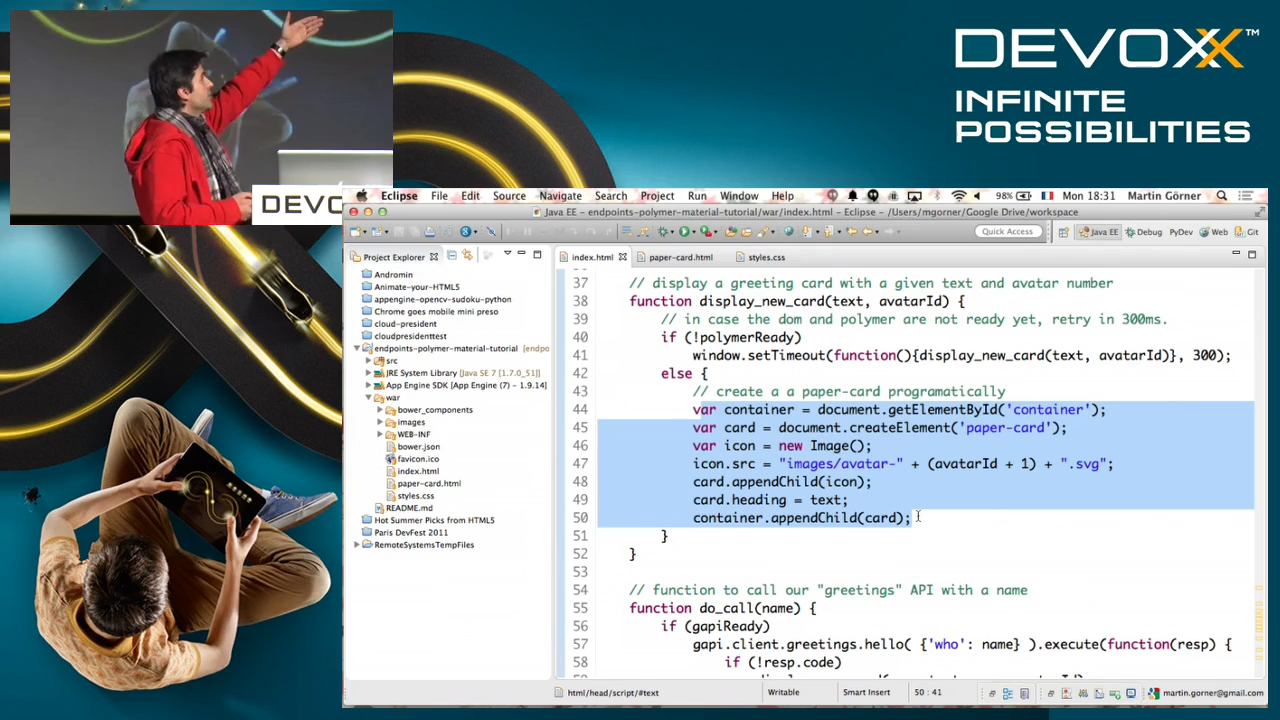 DEVOXX™
INFINITE
POSSIBILITIES
DEVO
Eclipse File Edit Source Navigate Search Project Run Window Help 98% Mon 18:31 Martin Görner
Java EE - endpoints-polymer-material-tutorial/war/index.html - Eclipse - /Users/mgorner/Google Drive/workspace
Quick Access Java EE Debug PyDev Web Git
Project Explorer
Andromin
Animate-your-HTML5
appengine-opencv-sudoku-python
Chrome goes mobile mini preso
cloud-president
cloudpresidenttest
endpoints-polymer-material-tutorial [endpo
src
JRE System Library [Java SE 7 [1.7.0_51]]
App Engine SDK [App Engine (7) - 1.9.14]
war
bower_components
images
WEB-INF
bower.json
favicon.ico
index.html
paper-card.html
styles.css
README.md
Hot Summer Picks from HTML5
Paris DevFest 2011
RemoteSystemsTempFiles
index.html paper-card.html styles.css
37 // display a greeting card with a given text and avatar number
38 function display_new_card(text, avatarId) {
39 // in case the dom and polymer are not ready yet, retry in 300ms.
40 if (!polymerReady)
41 window.setTimeout(function(){display_new_card(text, avatarId)}, 300);
42 else {
43 // create a a paper-card programatically
44 var container = document.getElementById('container');
45 var card = document.createElement('paper-card');
46 var icon = new Image();
47 icon.src = "images/avatar-" + (avatarId + 1) + ".svg";
48 card.appendChild(icon);
49 card.heading = text;
50 container.appendChild(card);
51 }
52 }
53
54 // function to call our "greetings" API with a name
55 function do_call(name) {
56 if (gapiReady)
57 gapi.client.greetings.hello( {'who': name} ).execute(function(resp) {
58 if (!resp.code)
html/head/script/#text Writable Smart Insert 50 : 41 martin.gorner@gmail.com